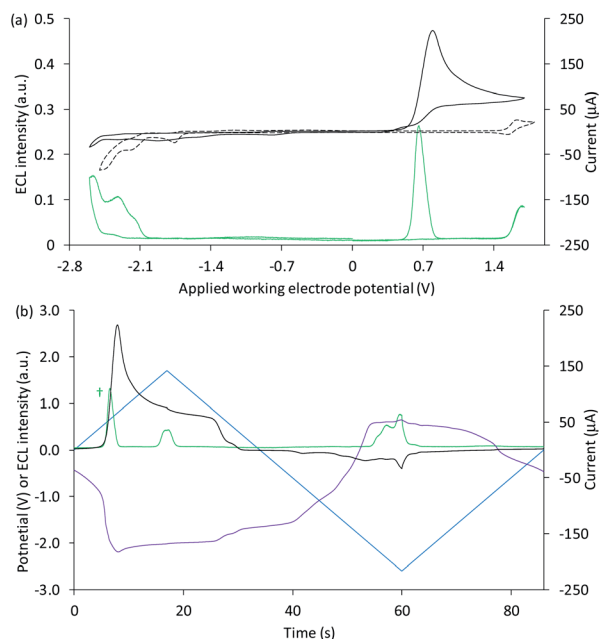 (a)
0.5
0.4
0.3
0.2
0.1
0
ECL intensity (a.u.)
250
150
50
-50
-150
-250
Current (µA)
-2.8 -2.1 -1.4 -0.7 0 0.7 1.4
Applied working electrode potential (V)
(b)
3.0
2.0
1.0
0.0
-1.0
-2.0
-3.0
Potnetial (V) or ECL intensity (a.u.)
†
250
150
50
-50
-150
-250
Current (µA)
0 20 40 60 80
Time (s)